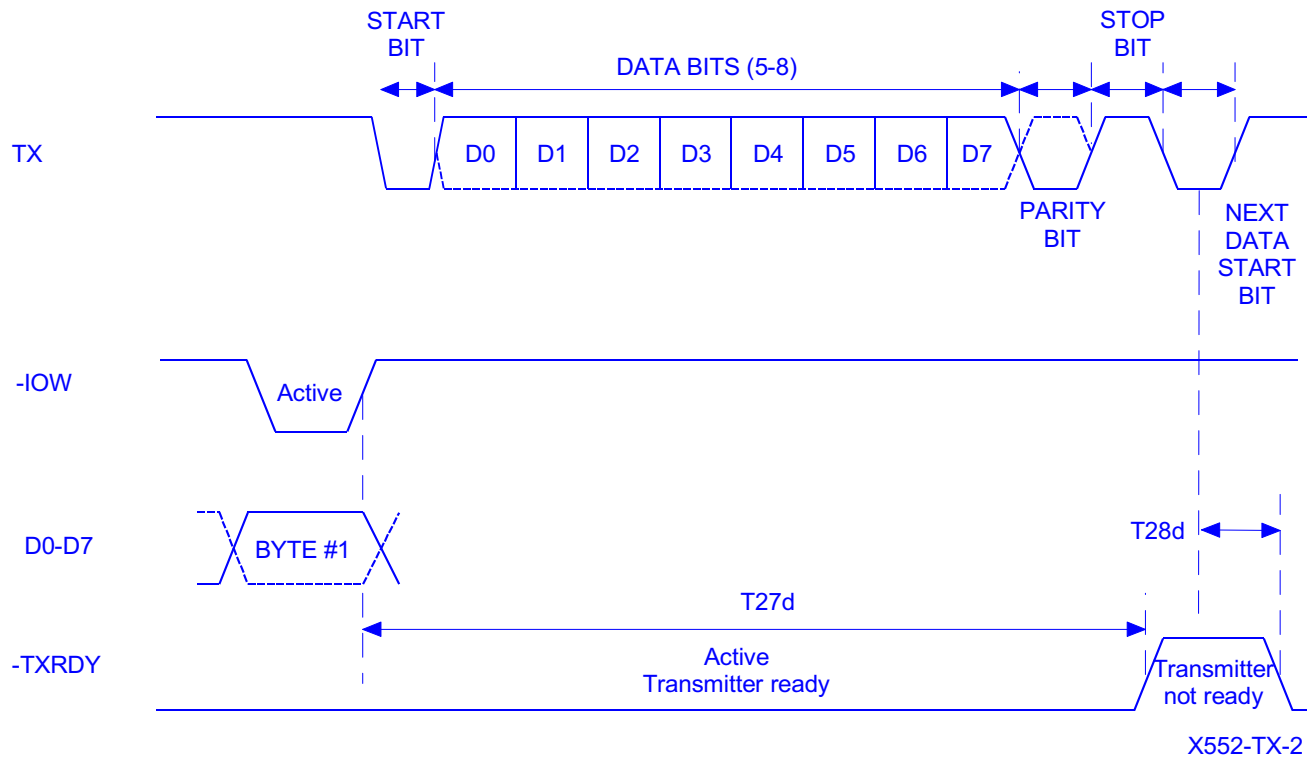 START
BIT
STOP
BIT
DATA BITS (5-8)
TX
D0 D1 D2 D3 D4 D5 D6 D7
PARITY
BIT
NEXT
DATA
START
BIT
-IOW
Active
D0-D7
BYTE #1
T28d
T27d
-TXRDY
Active
Transmitter ready
Transmitter
not ready
X552-TX-2